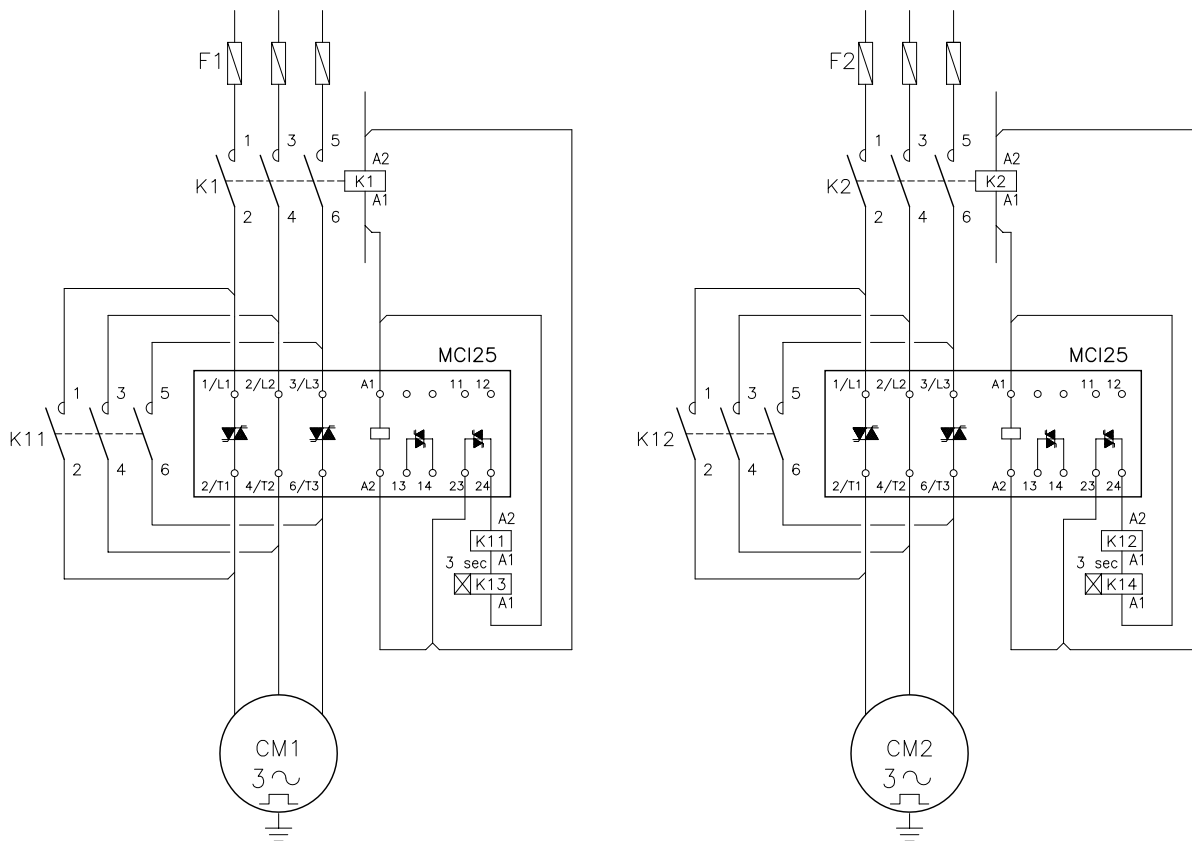 F1
1 3 5
A2
K1
K1
A1
2 4 6
MCI25
1/L1 2/L2 3/L3 A1 11 12
1 3 5
K11
2 4 6
2/T1 4/T2 6/T3 A2 13 14 23 24
A2
K11
A1
3 sec
K13
A1
CM1
3
F2
1 3 5
A2
K2
K2
A1
2 4 6
MCI25
1/L1 2/L2 3/L3 A1 11 12
1 3 5
K12
2 4 6
2/T1 4/T2 6/T3 A2 13 14 23 24
A2
K12
A1
3 sec
K14
A1
CM2
3